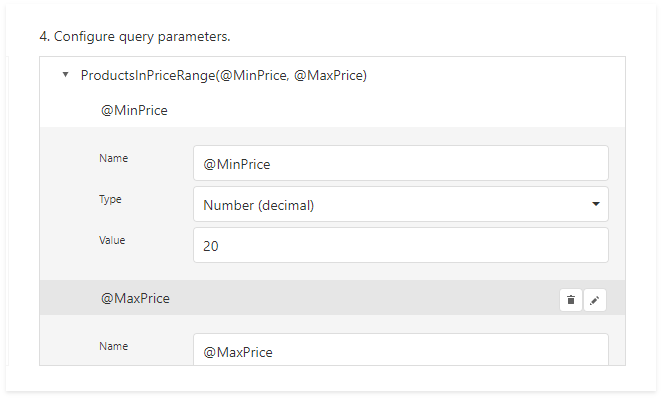 4. Configure query parameters.
ProductsInPriceRange(@MinPrice, @MaxPrice)
@MinPrice
Name @MinPrice
Type Number (decimal)
Value 20
@MaxPrice
Name @MaxPrice